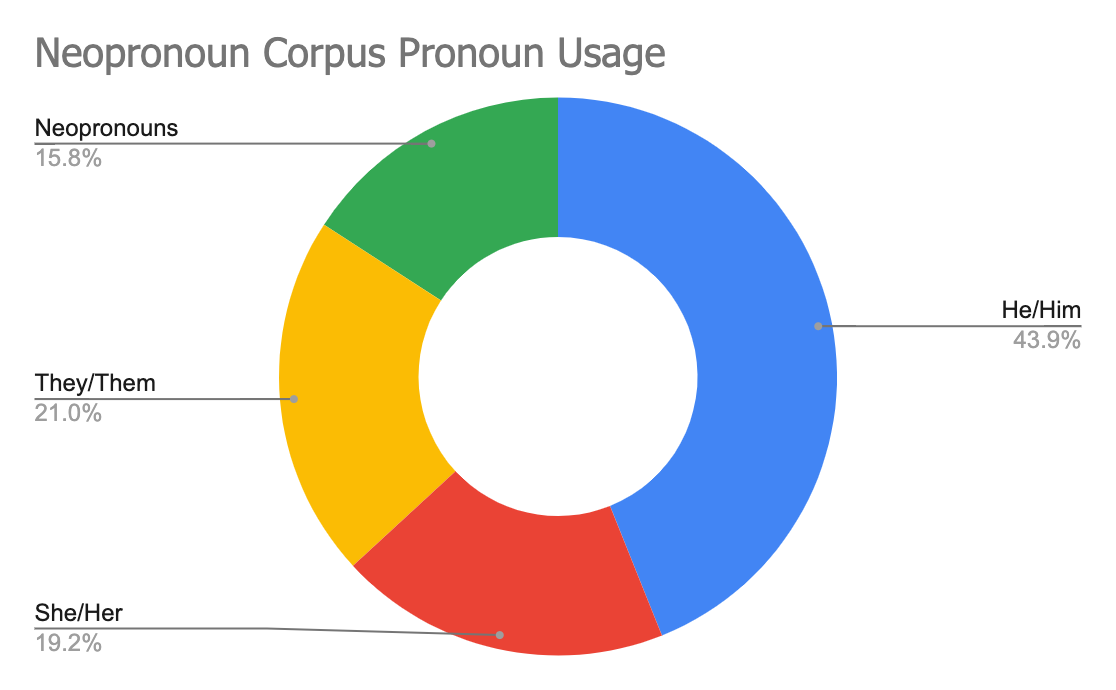 Neopronoun Corpus Pronoun Usage
Neopronouns
15.8%
He/Him
43.9%
They/Them
21.0%
She/Her
19.2%